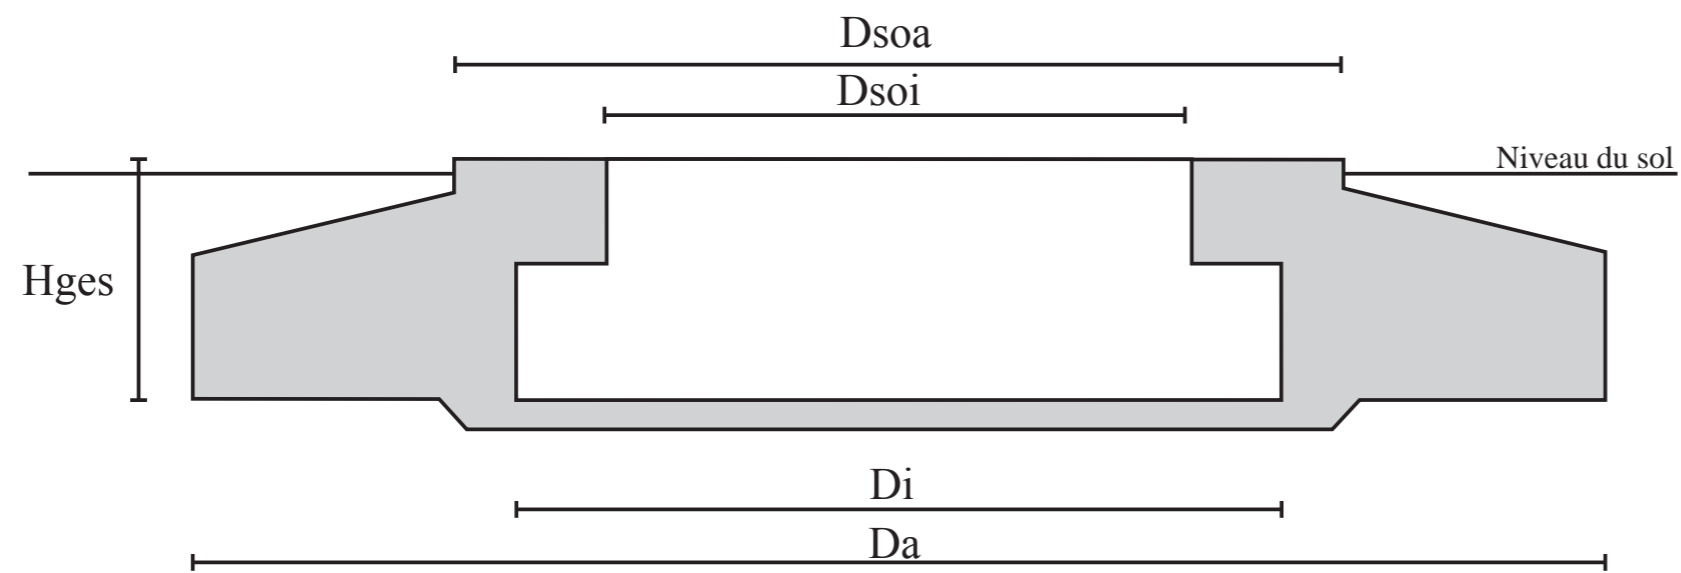 Dsoa
Dsoi
Niveau du sol
Hges
Di
Da